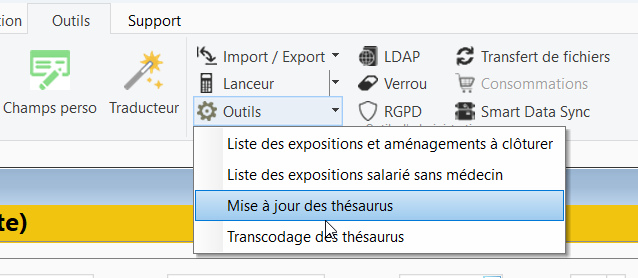 tion
Outils
Support
Champs perso
Traducteur
Import / Export
Lanceur
Outils
LDAP
Verrou
RGPD
Transfert de fichiers
Consommations
Smart Data Sync
Liste des expositions et aménagements à clôturer
Liste des expositions salarié sans médecin
Mise à jour des thésaurus
Transcodage des thésaurus
te)